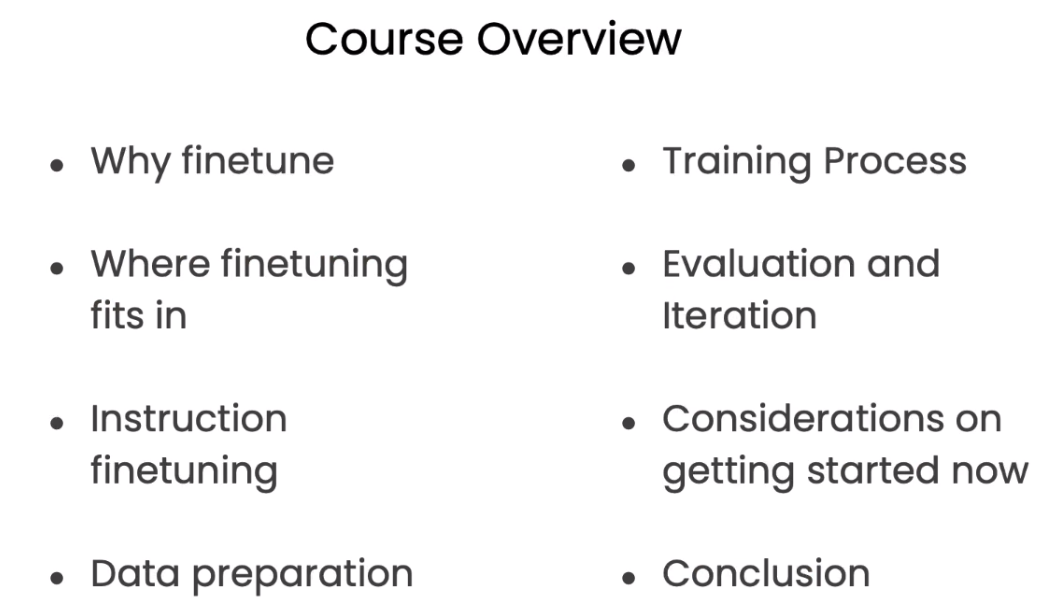 Course Overview
Why finetune
Where finetuning
fits in
Instruction
finetuning
Data preparation
Training Process
Evaluation and
Iteration
Considerations on
getting started now
Conclusion